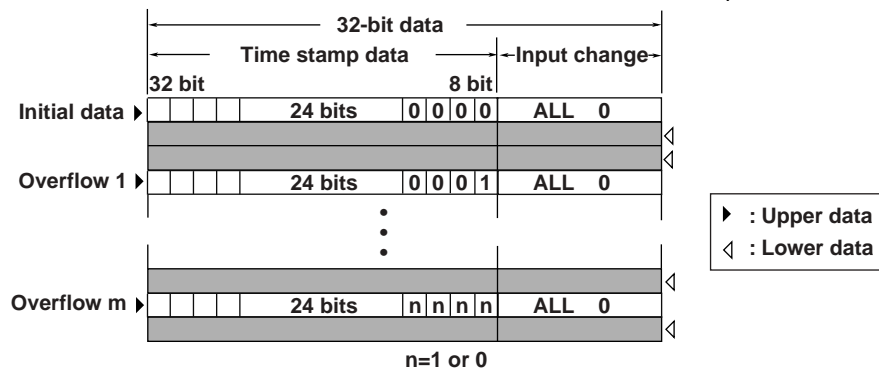 32-bit data
Time stamp data Input change
32 bit 8 bit
Initial data 24 bits 0 0 0 0 ALL 0
Overflow 1 24 bits 0 0 0 1 ALL 0
: Upper data
: Lower data
Overflow m 24 bits n n n n ALL 0
n=1 or 0